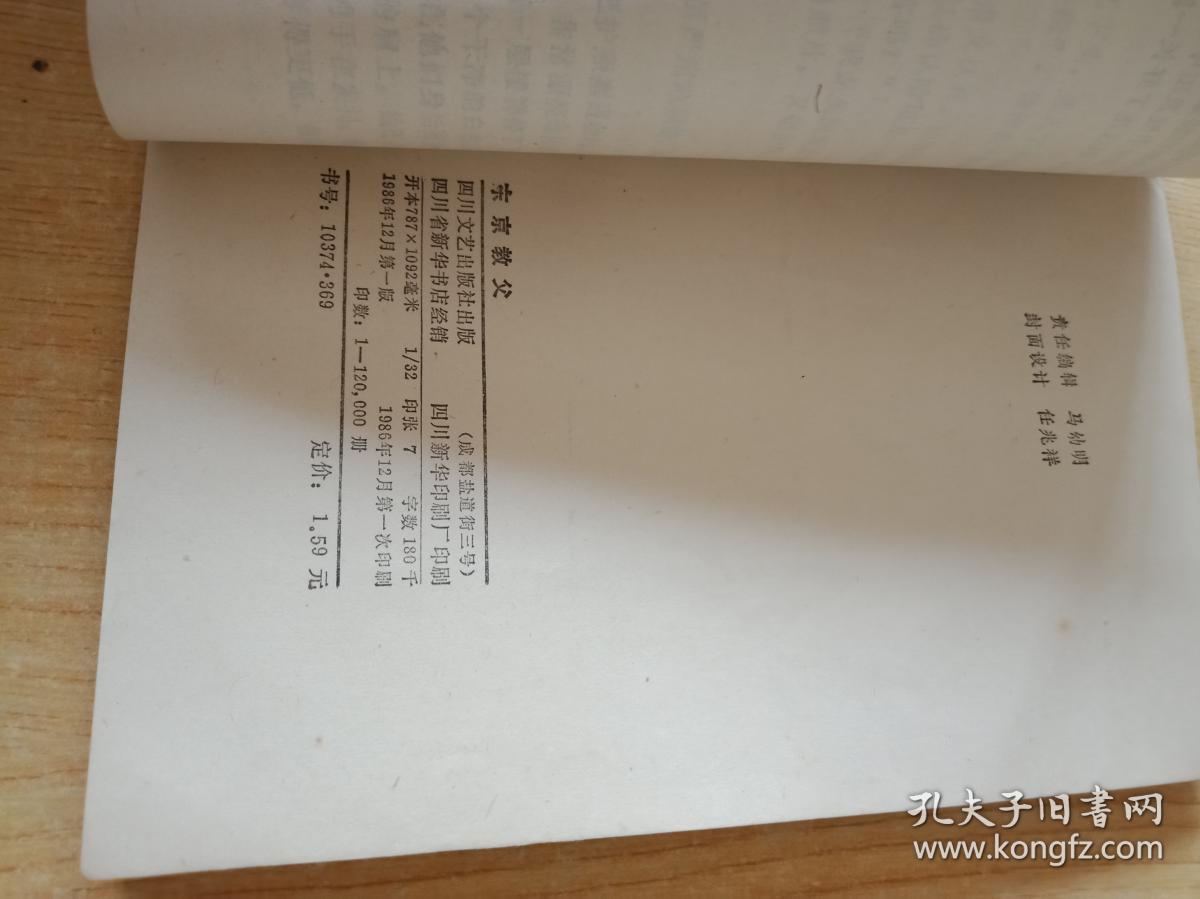 责任编辑 马幼明
封面设计 任兆祥
东京教父
四川文艺出版社出版 (成都盐道街三号)
四川省新华书店经销 四川新华印刷厂印刷
开本787×1092毫米 1/32 印张 7 字数 180千
1986年12月第一版 1986年12月第一次印刷
印数:1—120,000 册
书号:10374·369 定价:1.59 元
孔夫子旧书网
www.kongfz.com